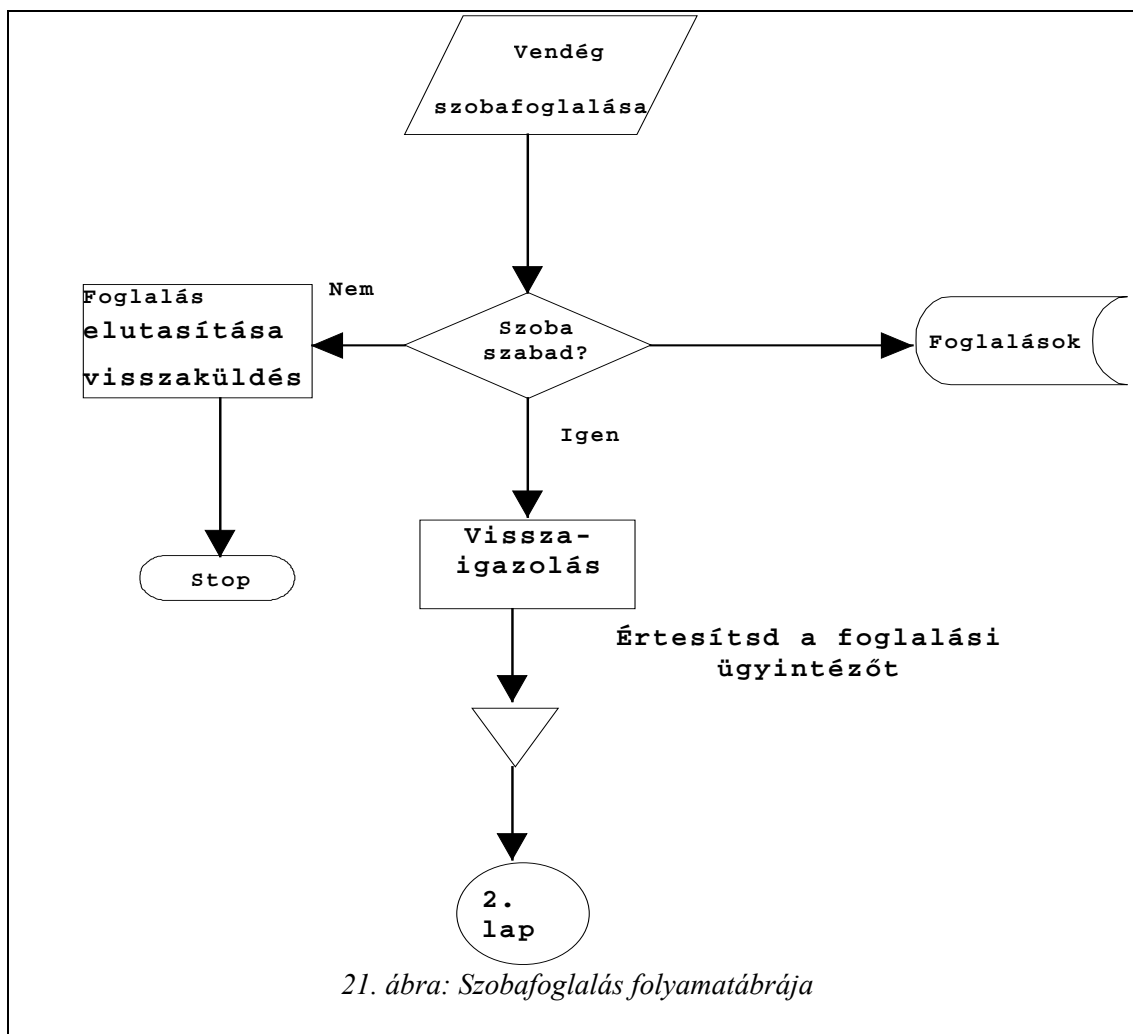 Vendég
szobafoglalása
Nem
Foglalás
elutasítása
visszaküldés
Szoba
szabad?
Foglalások
Igen
Vissza-
igazolás
Stop
Értesítsd a foglalási
ügyintézőt
2.
lap
21. ábra: Szobafoglalás folyamatábrája